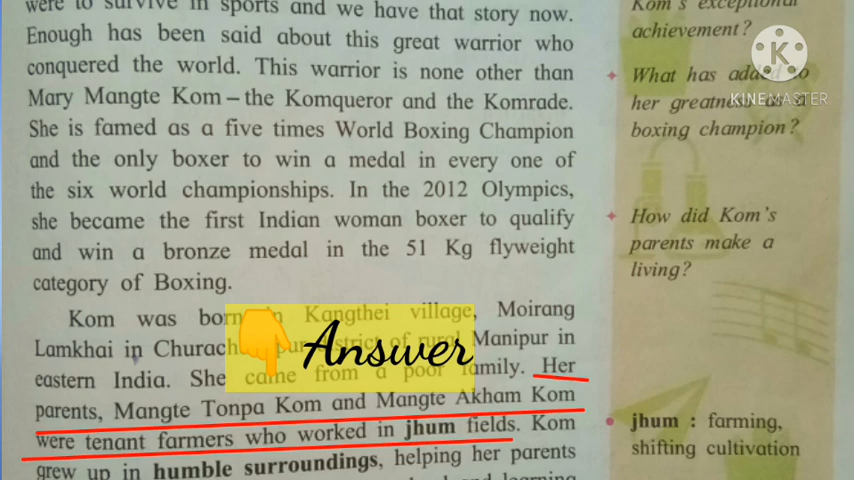 were to survive in sports and we have that story now.
Enough has been said about this great warrior who
conquered the world. This warrior is none other than
Mary Mangte Kom – the Komqueror and the Komrade.
She is famed as a five times World Boxing Champion
and the only boxer to win a medal in every one of
the six world championships. In the 2012 Olympics,
she became the first Indian woman boxer to qualify
and win a bronze medal in the 51 Kg flyweight
category of Boxing.
Kom was born in Kangthei village, Moirang
Lamkhai in Churach district of rural Manipur in
eastern India. She came from a poor family. Her
parents, Mangte Tonpa Kom and Mangte Akham Kom
were tenant farmers who worked in jhum fields. Kom
grew up in humble surroundings, helping her parents
and learning
Answer
Kom's exceptional
achievement?
What has added to
her greatness as a
boxing champion?
How did Kom's
parents make a
living?
jhum : farming,
shifting cultivation
KINEMASTER